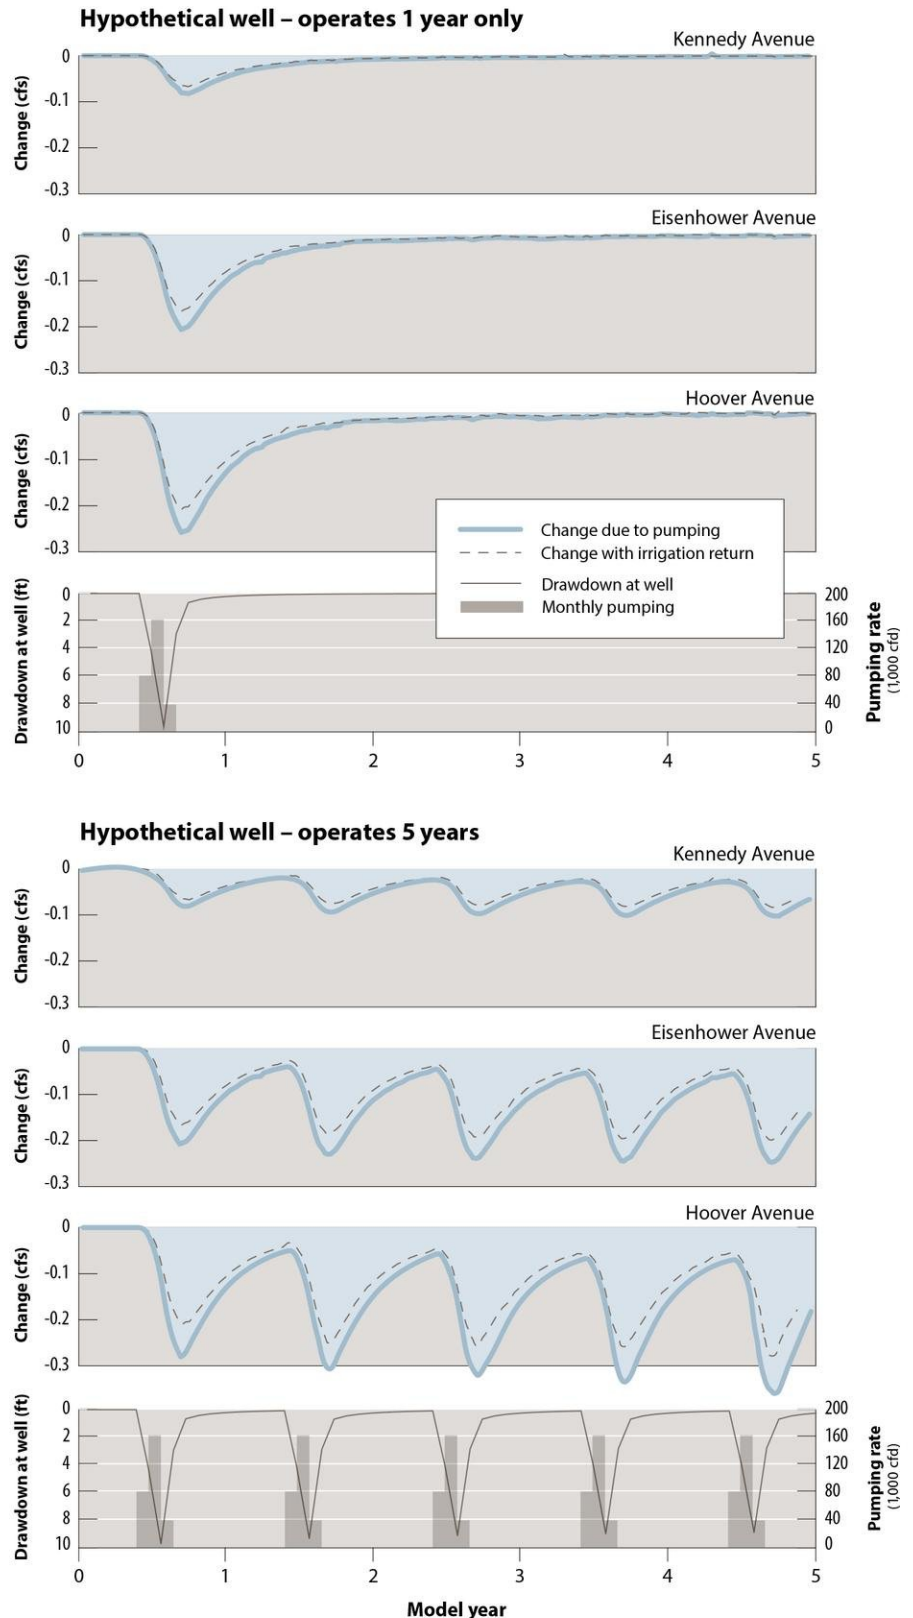 Hypothetical well – operates 1 year only
Kennedy Avenue
Change (cfs)
0
-0.1
-0.2
-0.3
Eisenhower Avenue
Change (cfs)
0
-0.1
-0.2
-0.3
Hoover Avenue
Change (cfs)
0
-0.1
-0.2
-0.3
Change due to pumping
Change with irrigation return
Drawdown at well
Monthly pumping
Drawdown at well (ft)
0
2
4
6
8
10
200
160
120
80
40
0
Pumping rate
(1,000 cfd)
0 1 2 3 4 5
Hypothetical well – operates 5 years
Kennedy Avenue
Change (cfs)
0
-0.1
-0.2
-0.3
Eisenhower Avenue
Change (cfs)
0
-0.1
-0.2
-0.3
Hoover Avenue
Change (cfs)
0
-0.1
-0.2
-0.3
Drawdown at well (ft)
0
2
4
6
8
10
200
160
120
80
40
0
Pumping rate
(1,000 cfd)
0 1 2 3 4 5
Model year